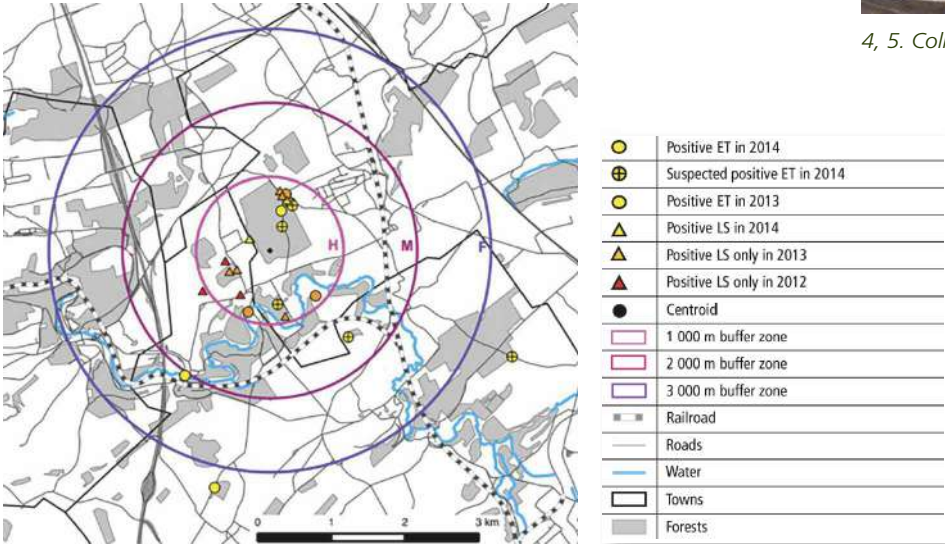 4, 5. Coll
H
M
F
0 1 2 3 km
Positive ET in 2014
Suspected positive ET in 2014
Positive ET in 2013
Positive LS in 2014
Positive LS only in 2013
Positive LS only in 2012
Centroid
1 000 m buffer zone
2 000 m buffer zone
3 000 m buffer zone
Railroad
Roads
Water
Towns
Forests